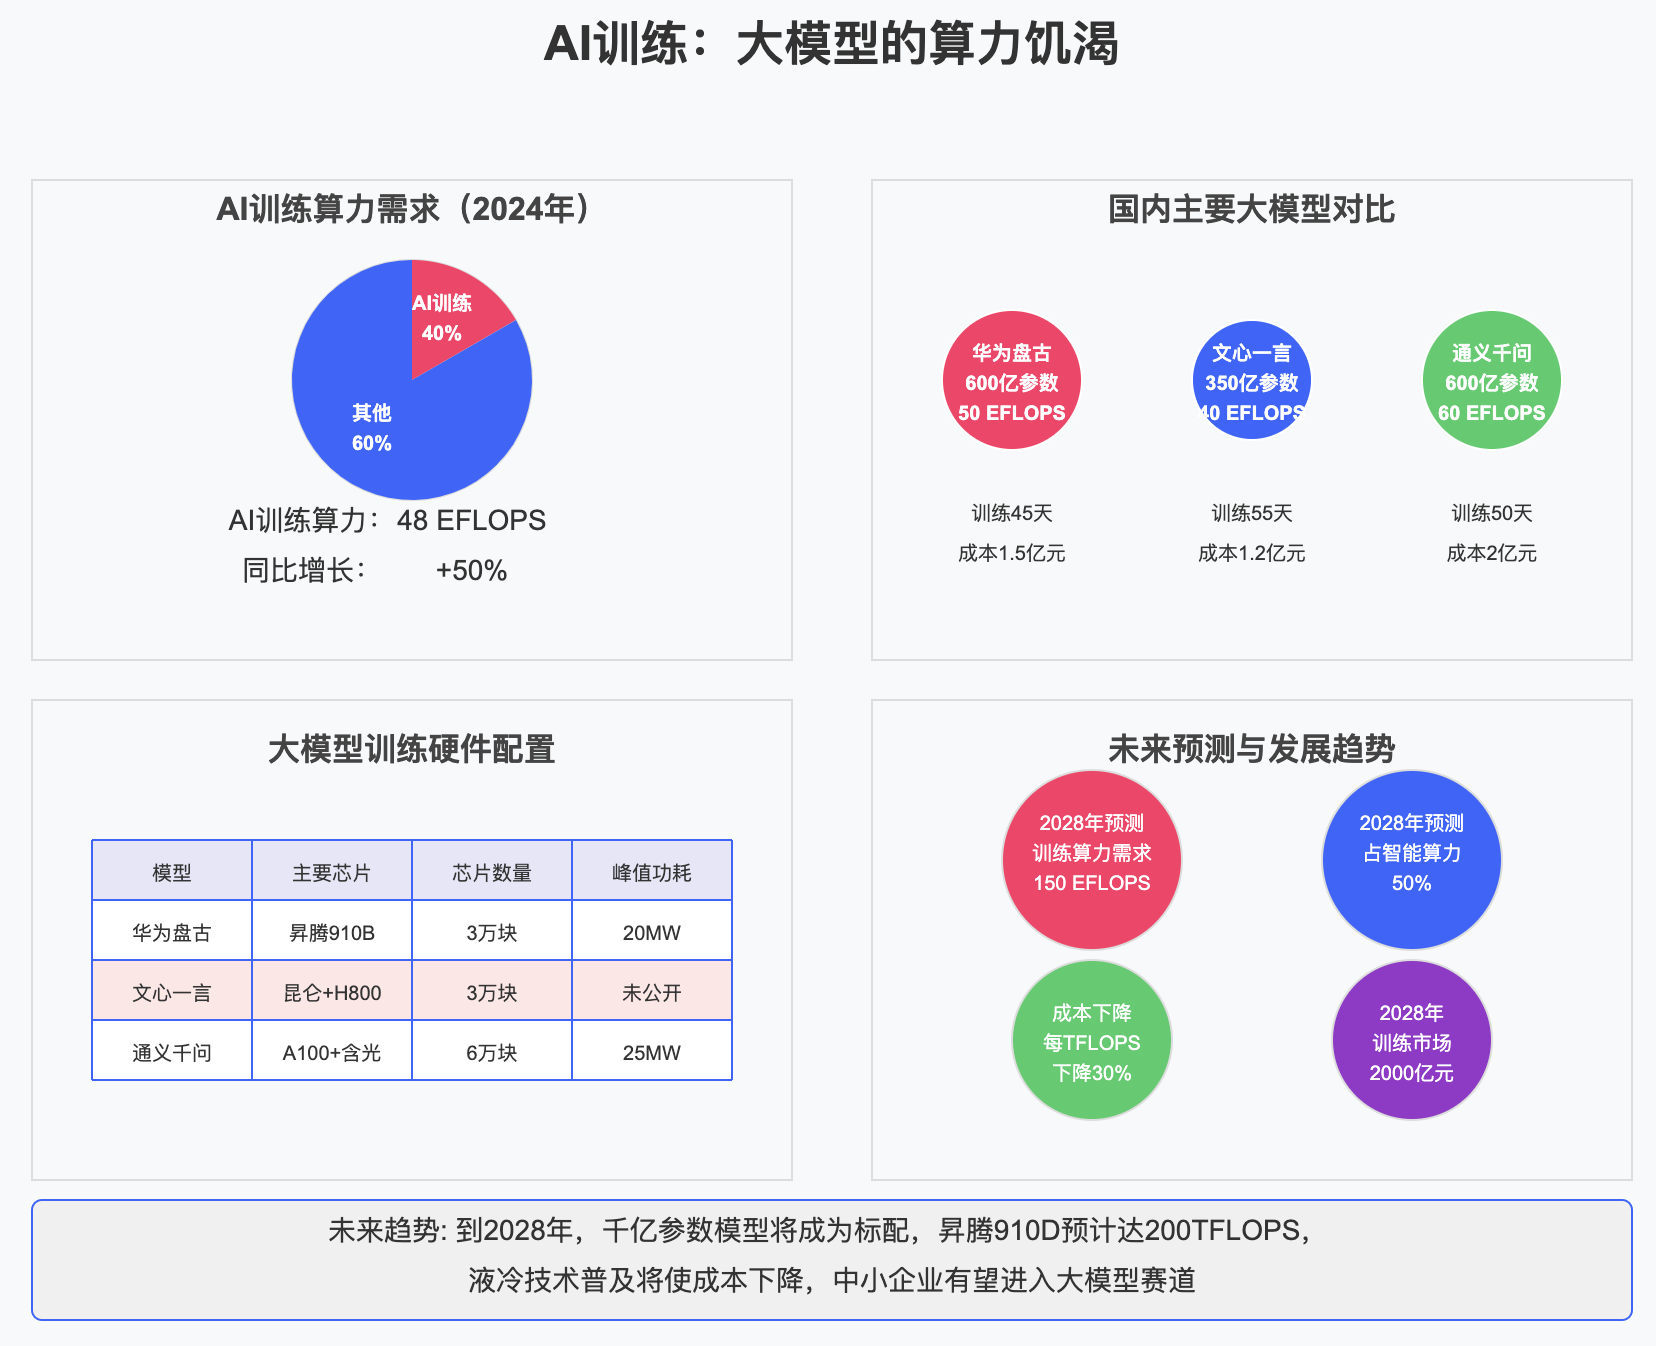 AI训练：大模型的算力饥渴
AI训练算力需求（2024年）
AI训练
40%
其他
60%
AI训练算力：48 EFLOPS
同比增长： +50%
国内主要大模型对比
华为盘古
600亿参数
50 EFLOPS
训练45天
成本1.5亿元
文心一言
350亿参数
40 EFLOPS
训练55天
成本1.2亿元
通义千问
600亿参数
60 EFLOPS
训练50天
成本2亿元
大模型训练硬件配置
模型 主要芯片 芯片数量 峰值功耗
华为盘古 昇腾910B 3万块 20MW
文心一言 昆仑+H800 3万块 未公开
通义千问 A100+含光 6万块 25MW
未来预测与发展趋势
2028年预测
训练算力需求
150 EFLOPS
2028年预测
占智能算力
50%
成本下降
每TFLOPS
下降30%
2028年
训练市场
2000亿元
未来趋势: 到2028年，千亿参数模型将成为标配，昇腾910D预计达200TFLOPS，
液冷技术普及将使成本下降，中小企业有望进入大模型赛道